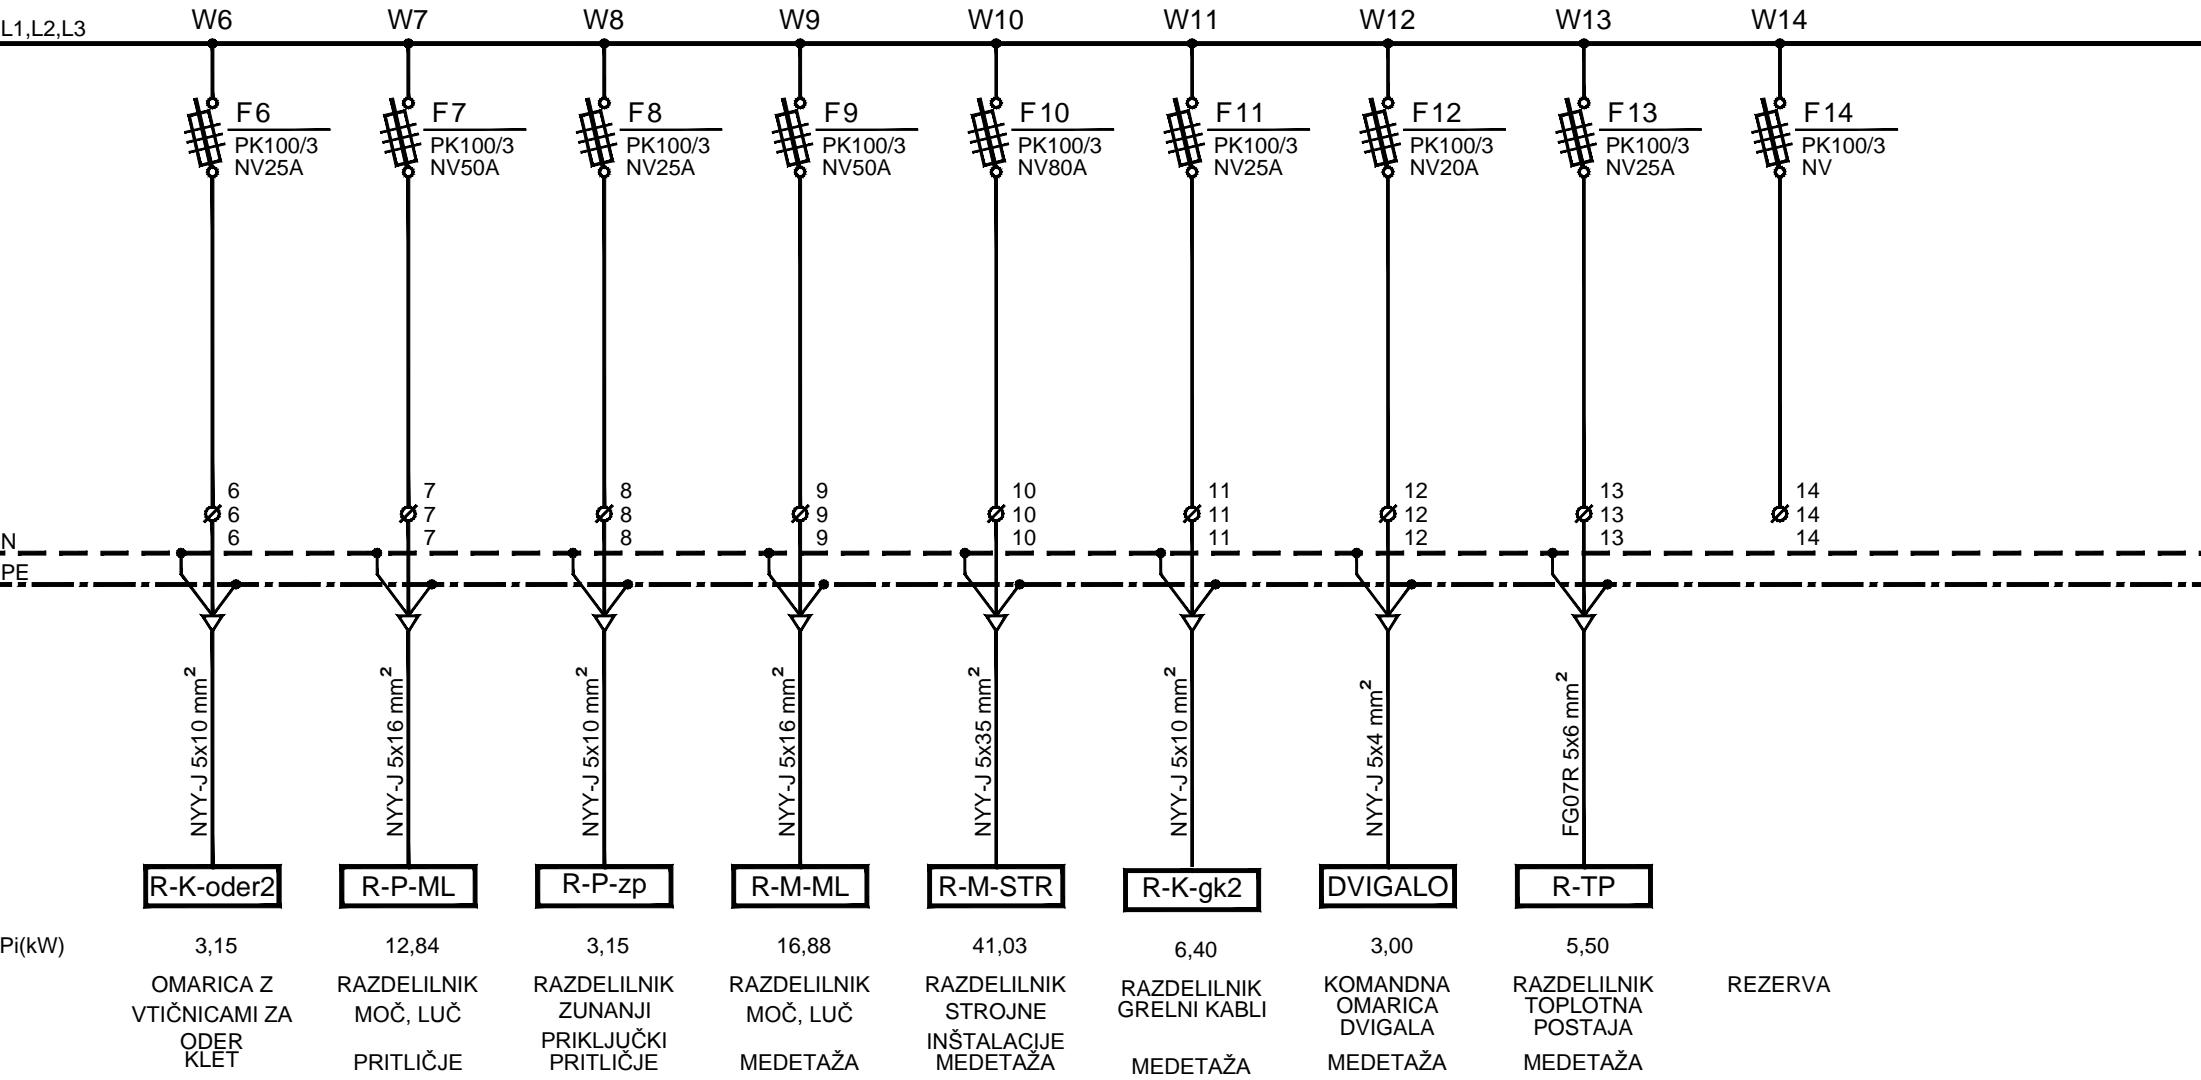 L1,L2,L3
W6 W7 W8 W9 W10 W11 W12 W13 W14
F6 F7 F8 F9 F10 F11 F12 F13 F14
PK100/3 PK100/3 PK100/3 PK100/3 PK100/3 PK100/3 PK100/3 PK100/3 PK100/3
NV25A NV50A NV25A NV50A NV80A NV25A NV20A NV25A NV
6 7 8 9 10 11 12 13 14
6 7 8 9 10 11 12 13 14
6 7 8 9 10 11 12 13 14
N
PE
NYY-J 5x10 mm²
NYY-J 5x16 mm²
NYY-J 5x10 mm²
NYY-J 5x16 mm²
NYY-J 5x35 mm²
NYY-J 5x10 mm²
NYY-J 5x4 mm²
FG07R 5x6 mm²
R-K-oder2 R-P-ML R-P-zp R-M-ML R-M-STR R-K-gk2 DVIGALO R-TP
Pi(kW) 3,15 12,84 3,15 16,88 41,03 6,40 3,00 5,50
OMARICA Z
VTIČNICAMI ZA
ODER
KLET
RAZDELILNIK
MOČ, LUČ
PRITLIČJE
RAZDELILNIK
ZUNANJI
PRIKLJUČKI
PRITLIČJE
RAZDELILNIK
MOČ, LUČ
MEDETAŽA
RAZDELILNIK
STROJNE
INŠTALACIJE
MEDETAŽA
RAZDELILNIK
GRELNI KABLI
MEDETAŽA
KOMANDNA
OMARICA
DVIGALA
MEDETAŽA
RAZDELILNIK
TOPLOTNA
POSTAJA
MEDETAŽA
REZERVA